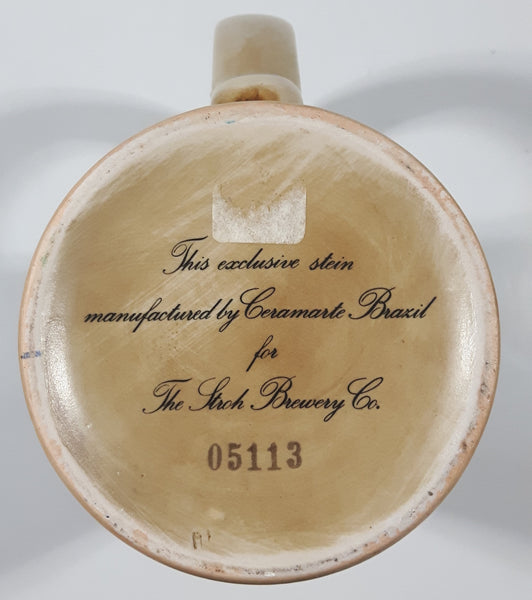 This exclusive stein
manufactured by Ceramarte Brazil
for
The Stroh Brewery Co.
05113